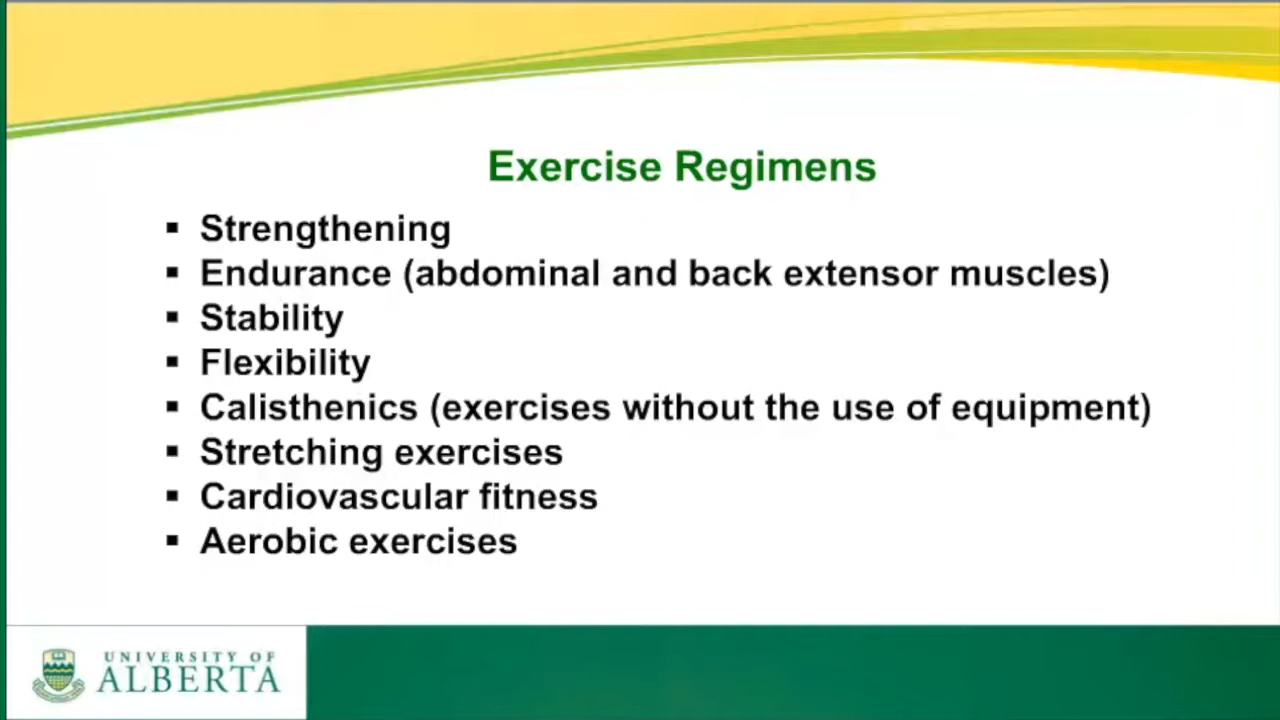 Exercise Regimens
▪ Strengthening
▪ Endurance (abdominal and back extensor muscles)
▪ Stability
▪ Flexibility
▪ Calisthenics (exercises without the use of equipment)
▪ Stretching exercises
▪ Cardiovascular fitness
▪ Aerobic exercises
UNIVERSITY OF
ALBERTA